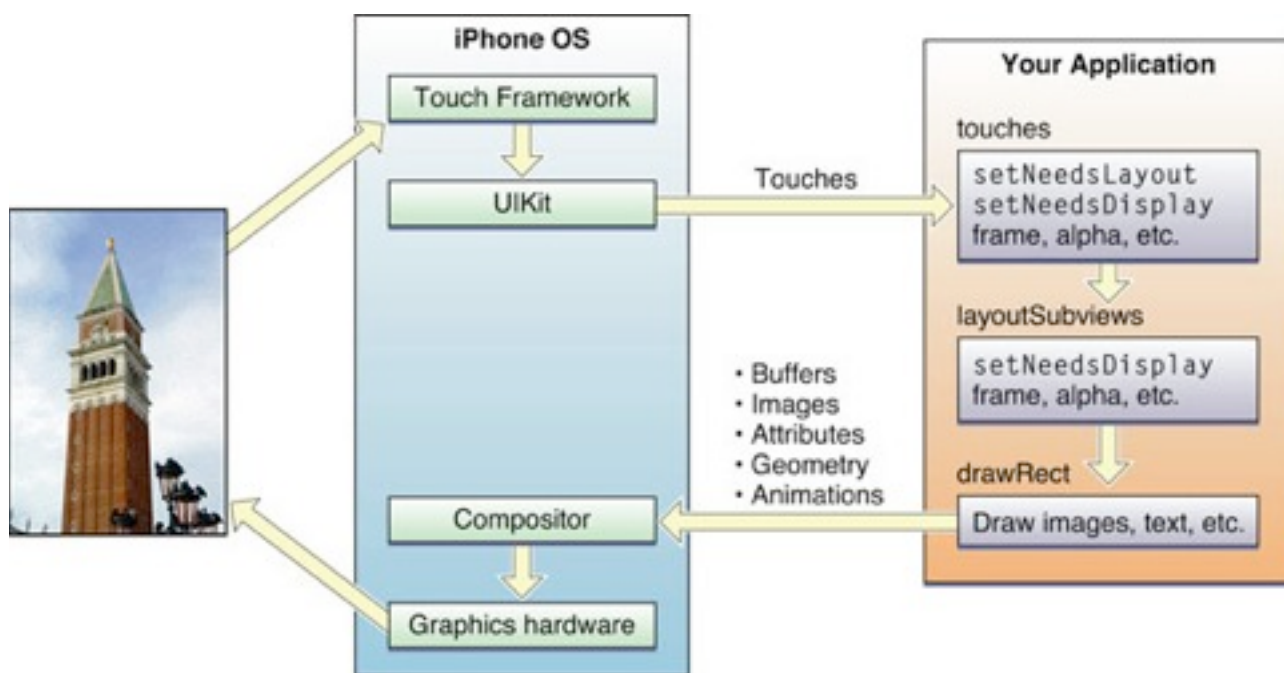 iPhone OS
Touch Framework
UIKit
Compositor
Graphics hardware
Touches
• Buffers
• Images
• Attributes
• Geometry
• Animations
Your Application
touches
setNeedsLayout
setNeedsDisplay
frame, alpha, etc.
layoutSubviews
setNeedsDisplay
frame, alpha, etc.
drawRect
Draw images, text, etc.